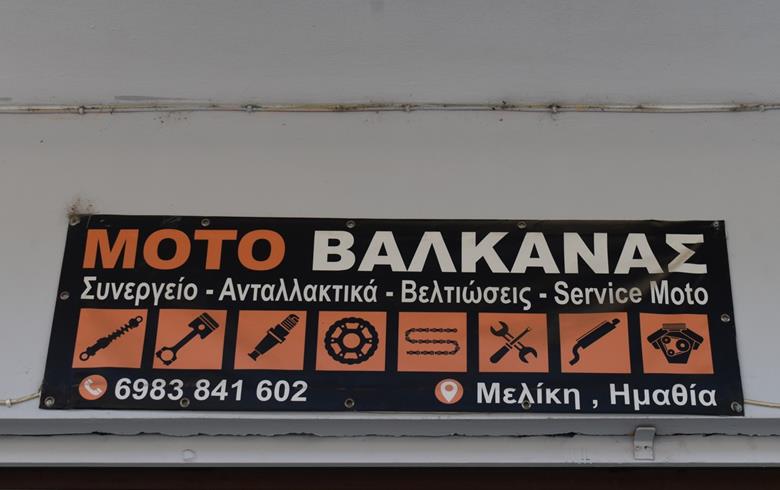 ΜΟΤΟ ΒΑΛΚΑΝΑΣ
Συνεργείο - Ανταλλακτικά - Βελτιώσεις - Service Moto
6983 841 602
Μελίκη , Ημαθία